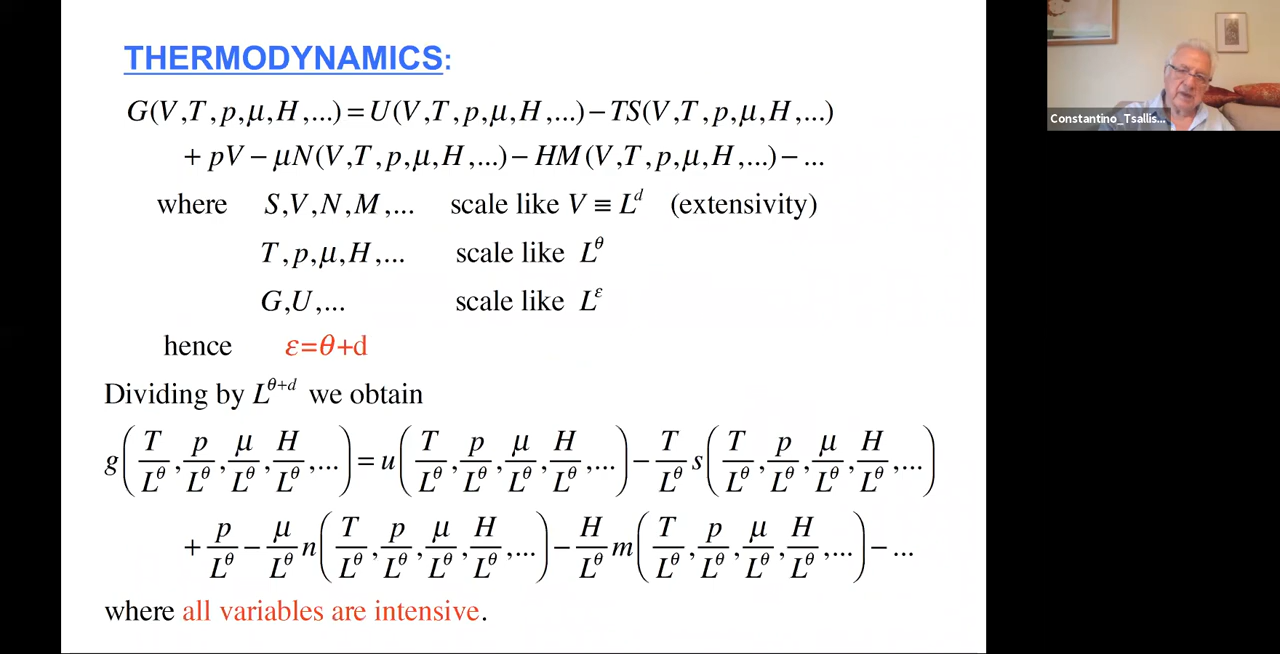 THERMODYNAMICS:
G(V,T,p,μ,H,...)=U(V,T,p,μ,H,...)−TS(V,T,p,μ,H,...)
+ pV − μN(V,T,p,μ,H,...) − HM(V,T,p,μ,H,...) − ...
where S,V,N,M,... scale like V ≡ L^d (extensivity)
T,p,μ,H,... scale like L^θ
G,U,... scale like L^ε
hence ε=θ+d
Dividing by L^{θ+d} we obtain
g(T/L^θ, p/L^θ, μ/L^θ, H/L^θ,...) = u(T/L^θ, p/L^θ, μ/L^θ, H/L^θ,...) − T/L^θ s(T/L^θ, p/L^θ, μ/L^θ, H/L^θ,...)
+ p/L^θ − μ/L^θ n(T/L^θ, p/L^θ, μ/L^θ, H/L^θ,...) − H/L^θ m(T/L^θ, p/L^θ, μ/L^θ, H/L^θ,...) − ...
where all variables are intensive.
Constantino_Tsallis...